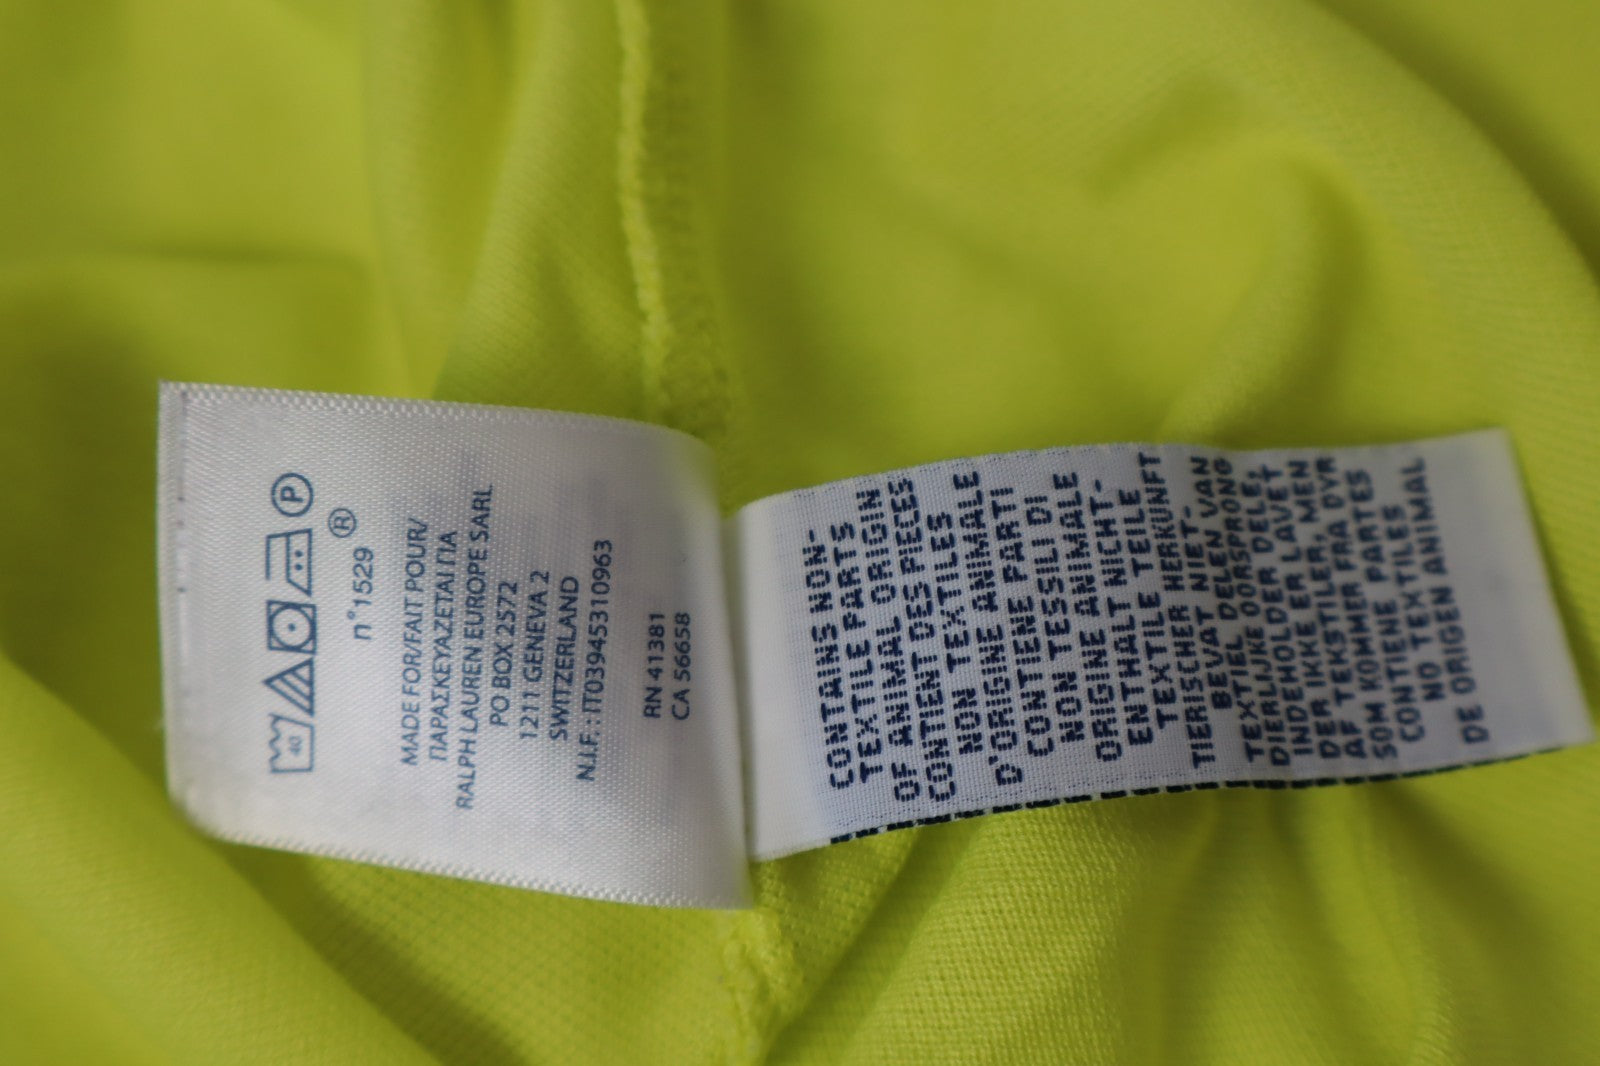 40 P
n°1529 ®
MADE FOR/FAIT POUR/
ΠΑΡΑΣΚΕΥΑΖΕΤΑΙ ΓΙΑ
RALPH LAUREN EUROPE SARL
PO BOX 2572
1211 GENEVA 2
SWITZERLAND
N.I.F. : IT03945310963
RN 41381
CA 56658
CONTAINS NON-
TEXTILE PARTS
OF ANIMAL ORIGIN
CONTIENT DES PIECES
NON TEXTILES
D'ORIGINE ANIMALE
CONTIENE PARTI
NON TESSILI DI
ORIGINE ANIMALE
ENTHALT NICHT-
TEXTILE TEILE
TIERISCHER HERKUNFT
BEVAT NIET-
TEXTIEL DELEN VAN
DIERLIJKE OORSPRONG
INDEHOLDER DELE,
DER IKKE ER LAVET
AF TEKSTILER, MEN
SOM KOMMER FRA DYR
CONTIENE PARTES
NO TEXTILES
DE ORIGEN ANIMAL